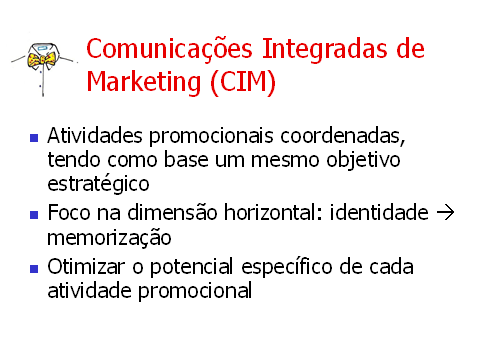 Comunicações Integradas de
Marketing (CIM)
Atividades promocionais coordenadas,
tendo como base um mesmo objetivo
estratégico
Foco na dimensão horizontal: identidade →
memorização
Otimizar o potencial específico de cada
atividade promocional